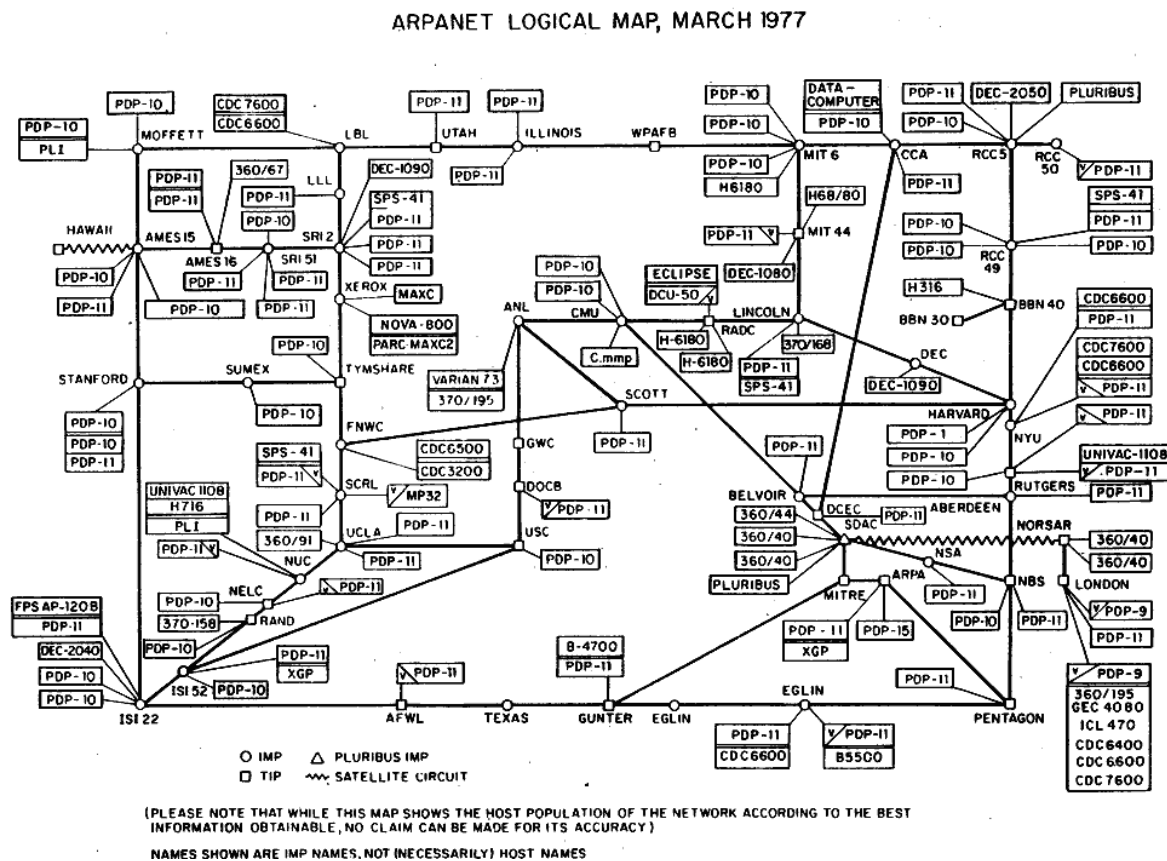 ARPANET LOGICAL MAP, MARCH 1977
PDP-10
CDC7600
CDC6600
PDP-11
PDP-11
PDP-10
PDP-10
DATA-
COMPUTER
PDP-10
PDP-11
DEC-2050
PLURIBUS
PDP-10
PDP-10
PLI
MOFFETT
LBL
UTAH
ILLINOIS
WPAFB
MIT 6
CCA
RCC5
RCC
50
PDP-10
H6180
PDP-11
PDP-11
V PDP-11
PDP-11
PDP-11
360/67
LLL
PDP-11
PDP-10
DEC-1090
SPS-41
PDP-11
PDP-11
PDP-11
H68/80
PDP-11 V
MIT 44
DEC-1080
PDP-10
PDP-10
SPS-41
PDP-11
PDP-10
RCC
49
HAWAII
AMES 15
AMES 16
SRI 51
SRI 2
PDP-10
PDP-11
PDP-10
PDP-11
PDP-11
PDP-11
XEROX
MAXC
NOVA-800
PARC-MAXC2
PDP-10
PDP-10
ECLIPSE
DCU-50 V
ANL
CMU
RADC
LINCOLN
H-6180
H-6180
370/168
C.mmp
PDP-11
SPS-41
H316
BBN 40
BBN 30
CDC6600
PDP-11
CDC7600
CDC6600
V PDP-11
V PDP-11
DEC
DEC-1090
PDP-10
STANFORD
SUMEX
TYMSHARE
PDP-10
PDP-10
PDP-11
PDP-10
VARIAN 73
370/195
SCOTT
PDP-11
HARVARD
NYU
PDP-1
PDP-10
PDP-10
FNWC
CDC6500
CDC3200
GWC
SPS-41
PDP-11 V
SCRL
V MP32
DOCB
V PDP-11
PDP-11
UNIVAC-1108
V PDP-11
RUTGERS
PDP-11
BELVOIR
DCEC
PDP-11
ABERDEEN
UNIVAC 1108
H716
PLI
PDP-11 V
PDP-11
360/91
UCLA
PDP-11
PDP-11
USC
PDP-10
NUC
360/44
360/40
360/40
PLURIBUS
SDAC
NORSAR
360/40
360/40
NSA
PDP-11
NBS
PDP-10
PDP-11
LONDON
V PDP-9
PDP-11
V PDP-9
360/195
GEC 4080
ICL 470
CDC6400
CDC6600
CDC7600
MITRE
ARPA
PDP-11
XGP
PDP-15
NELC
PDP-10
V PDP-11
370-158
RAND
PDP-10
FPS AP-120B
PDP-11
DEC-2040
PDP-10
PDP-10
ISI 22
ISI 52
PDP-11
XGP
PDP-10
V PDP-11
AFWL
TEXAS
B-4700
PDP-11
GUNTER
EGLIN
EGLIN
PDP-11
CDC6600
V PDP-11
B5500
PDP-11
PENTAGON
IMP
PLURIBUS IMP
TIP
SATELLITE CIRCUIT
(PLEASE NOTE THAT WHILE THIS MAP SHOWS THE HOST POPULATION OF THE NETWORK ACCORDING TO THE BEST
INFORMATION OBTAINABLE, NO CLAIM CAN BE MADE FOR ITS ACCURACY)
NAMES SHOWN ARE IMP NAMES, NOT (NECESSARILY) HOST NAMES